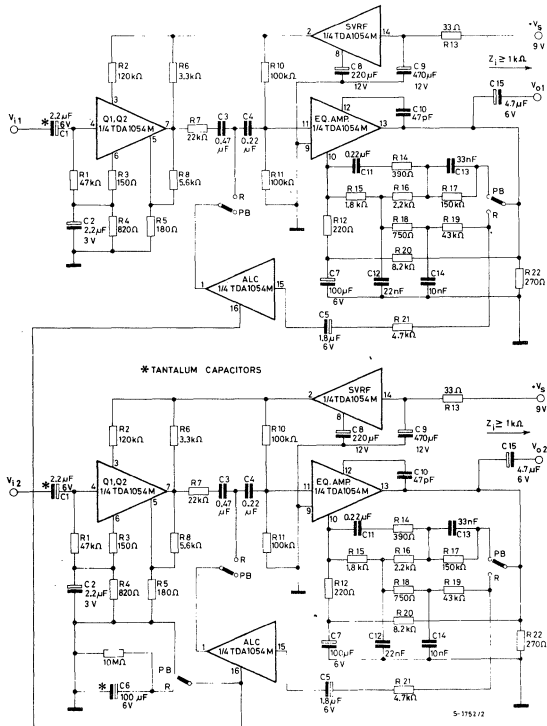 2
SVRF
1/4 TDA1054M
14
8
33Ω
R13
+Vs
9V
R2
120kΩ
R6
3.3kΩ
R10
100kΩ
C8
220µF
12V
C9
470µF
12V
Zi ≥ 1kΩ
C15
4.7µF
6V
Vo1
Vi1
*
2.2µF
6V
C1
4
3
Q1, Q2
1/4 TDA1054M
7
6
5
R7
22kΩ
C3
0.47
µF
C4
0.22
µF
11
9
EQ. AMP.
1/4 TDA1054M
12
13
10
C10
47pF
R1
47kΩ
R3
150Ω
R8
5.6kΩ
R
PB
R11
100kΩ
0.22µF
C11
R14
390Ω
33nF
C13
R15
1.8kΩ
R16
2.2kΩ
R17
150kΩ
PB
R
C2
2.2µF
3V
R4
820Ω
R5
180Ω
R12
220Ω
R18
750Ω
R19
43kΩ
R20
8.2kΩ
R22
270Ω
1
ALC
1/4 TDA1054M
15
16
C7
100µF
6V
C12
22nF
C14
10nF
C5
1.8µF
6V
R21
4.7kΩ
* TANTALUM CAPACITORS
2
SVRF
1/4 TDA1054M
14
8
33Ω
R13
+Vs
9V
R2
120kΩ
R6
3.3kΩ
R10
100kΩ
C8
220µF
12V
C9
470µF
12V
Zi ≥ 1kΩ
C15
4.7µF
6V
Vo2
Vi2
*
2.2µF
6V
C1
4
3
Q1, Q2
1/4 TDA1054M
7
6
5
R7
22kΩ
C3
0.47
µF
C4
0.22
µF
11
9
EQ. AMP.
1/4 TDA1054M
12
13
10
C10
47pF
R1
47kΩ
R3
150Ω
R8
5.6kΩ
R
PB
R11
100kΩ
0.22µF
C11
R14
390Ω
33nF
C13
R15
1.8kΩ
R16
2.2kΩ
R17
150kΩ
PB
R
C2
2.2µF
3V
R4
820Ω
R5
180Ω
R12
220Ω
R18
750Ω
R19
43kΩ
R20
8.2kΩ
R22
270Ω
1
ALC
1/4 TDA1054M
15
16
C7
100µF
6V
C12
22nF
C14
10nF
10MΩ
PB
R
*
C6
100µF
6V
C5
1.8µF
6V
R21
4.7kΩ
S-1752/2